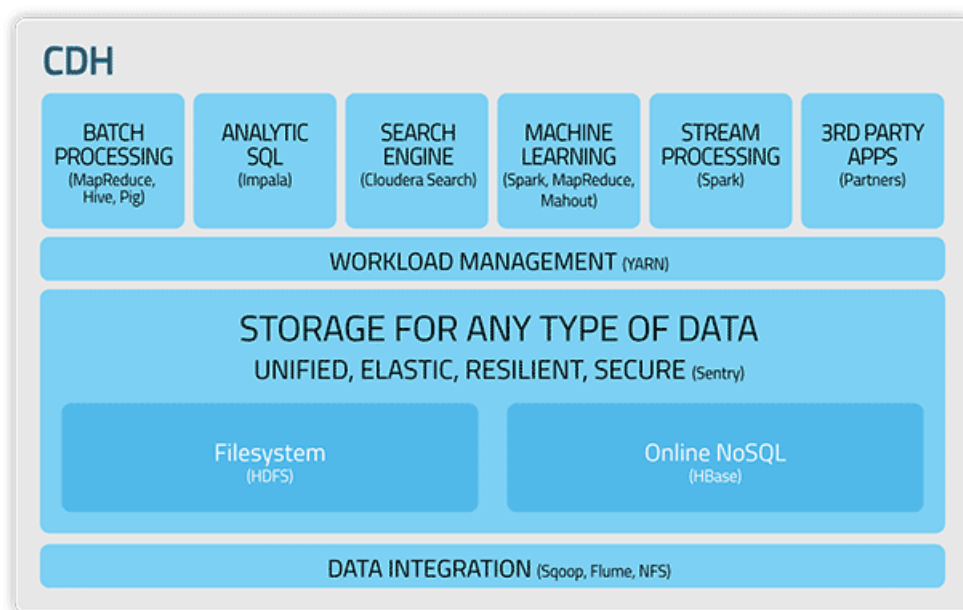 CDH
BATCH
PROCESSING
(MapReduce,
Hive, Pig)
ANALYTIC
SQL
(Impala)
SEARCH
ENGINE
(Cloudera Search)
MACHINE
LEARNING
(Spark, MapReduce,
Mahout)
STREAM
PROCESSING
(Spark)
3RD PARTY
APPS
(Partners)
WORKLOAD MANAGEMENT (YARN)
STORAGE FOR ANY TYPE OF DATA
UNIFIED, ELASTIC, RESILIENT, SECURE (Sentry)
Filesystem
(HDFS)
Online NoSQL
(HBase)
DATA INTEGRATION (Sqoop, Flume, NFS)